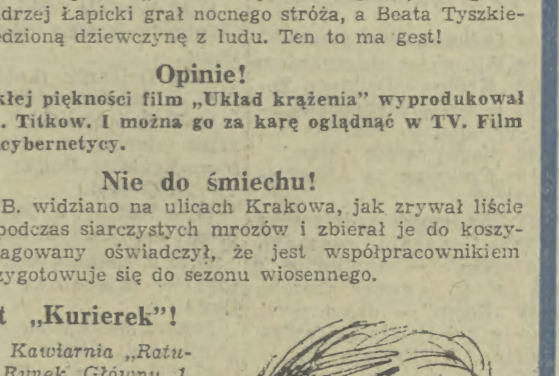 drzej Łapicki grał nocnego stróża, a Beata Tyszkie-
dzioną dziewczynę z ludu. Ten to ma gest!
Opinie!
kłej piękności film „Układ krążenia” wyprodukował
. Titkow. I można go za karę oglądnąć w TV. Film
cybernetycy.
Nie do śmiechu!
B. widziano na ulicach Krakowa, jak zrywał liście
podczas siarczystych mrozów i zbierał je do koszy-
agowany oświadczył, że jest współpracownikiem
zygotowuje się do sezonu wiosennego.
t „Kurierek”!
Kawiarnia „Ratu-
Rynek Główny 1